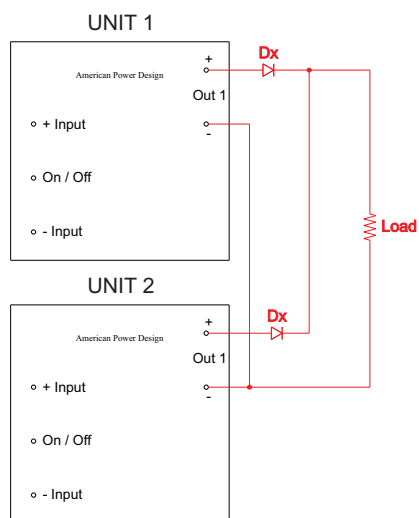 UNIT 1
+
Dx
American Power Design
Out 1
+ Input
-
On / Off
Load
- Input
UNIT 2
Dx
+
American Power Design
Out 1
+ Input
-
On / Off
- Input